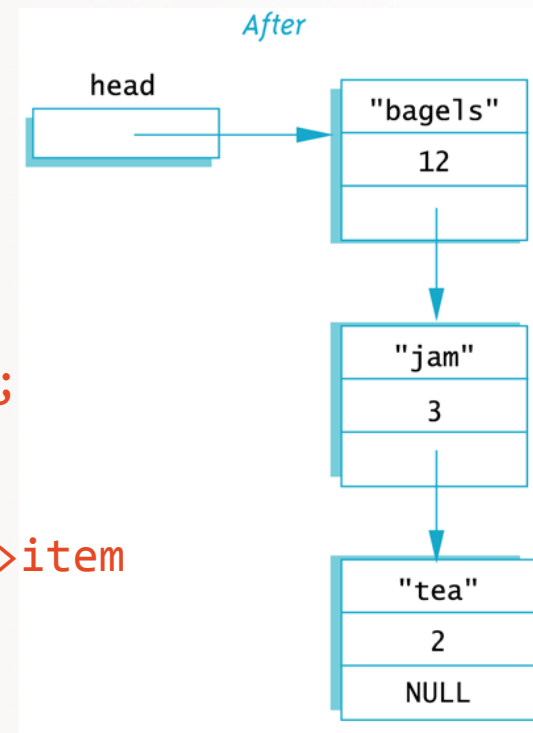 After
head
"bagels"
12
"jam"
;
3
>item
"tea"
2
NULL